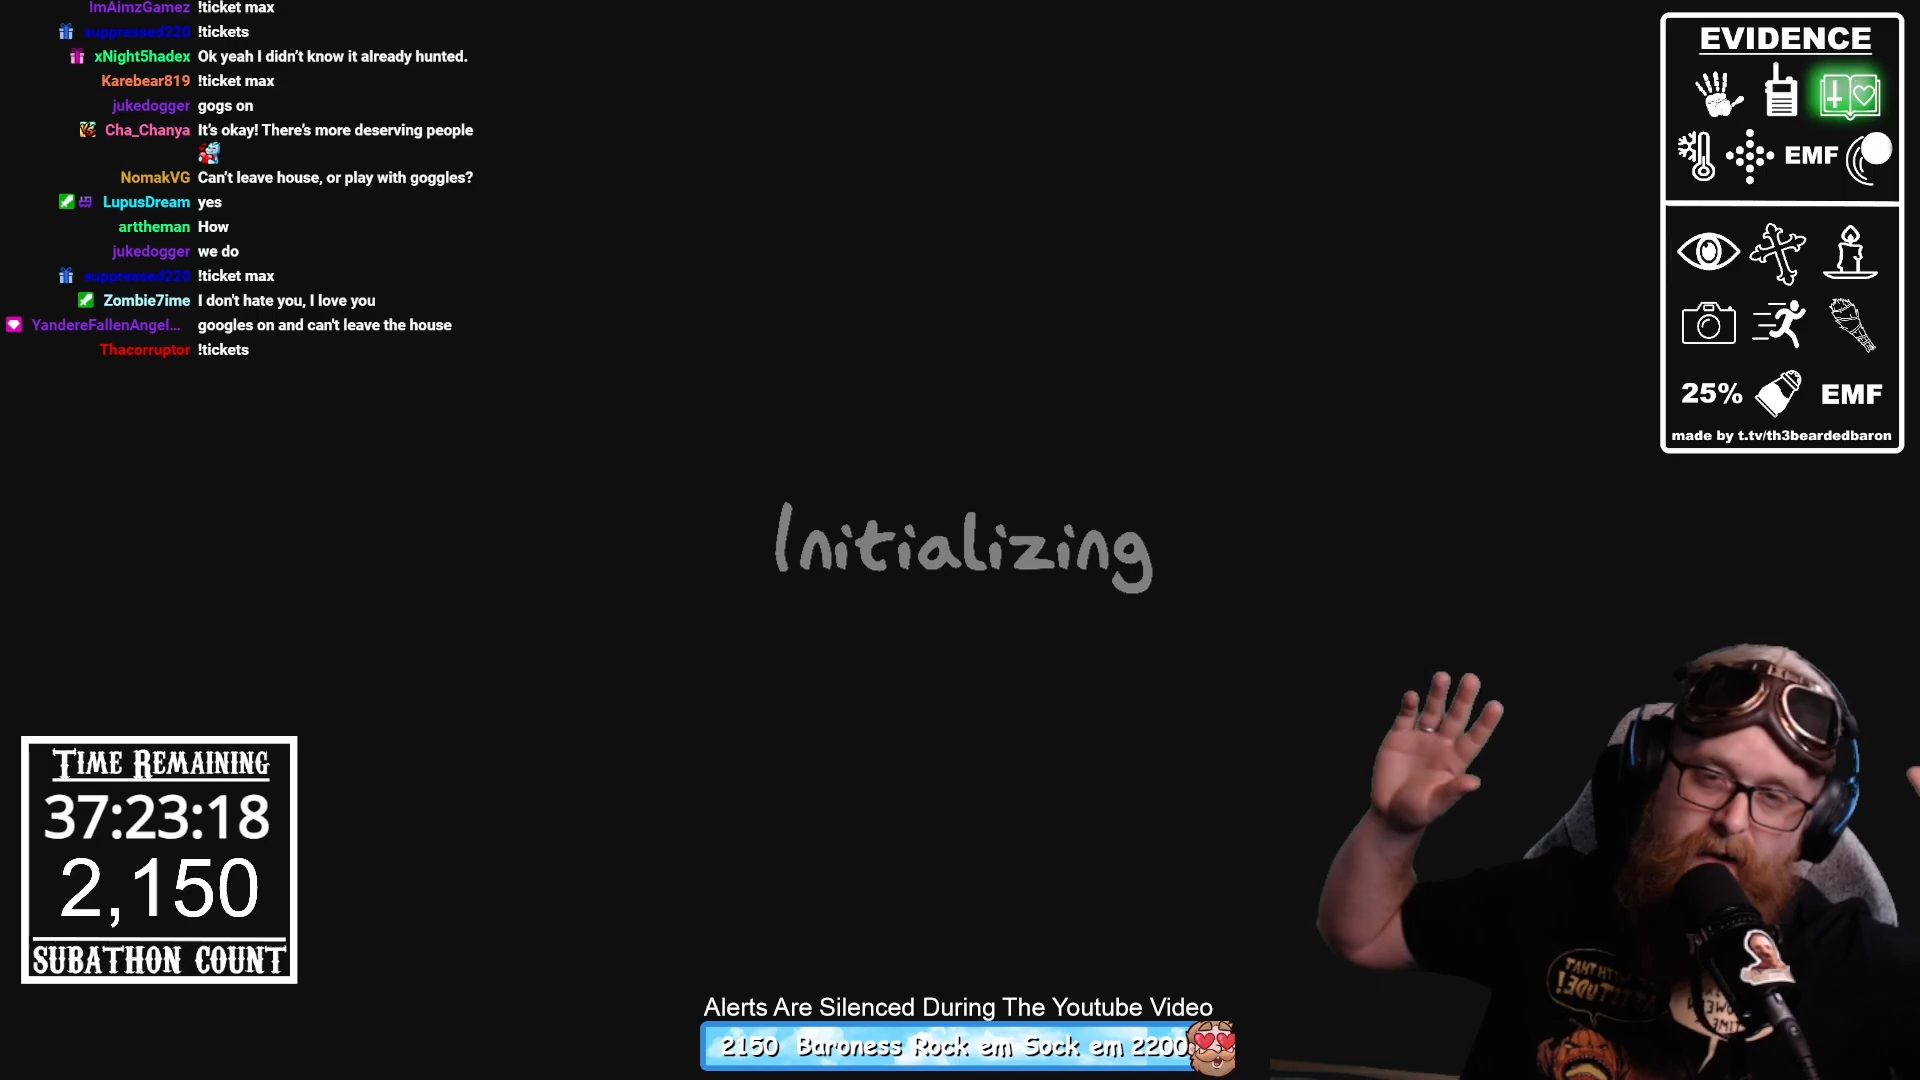 ImAimzGamez !ticket max
suppressed220 !tickets
xNight5hadex Ok yeah I didn’t know it already hunted.
Karebear819 !ticket max
jukedogger gogs on
Cha_Chanya It’s okay! There’s more deserving people
NomakVG Can’t leave house, or play with goggles?
LupusDream yes
arttheman How
jukedogger we do
suppressed220 !ticket max
Zombie7ime I don't hate you, I love you
YandereFallenAngel... googles on and can't leave the house
Thacorruptor !tickets
EVIDENCE
EMF
25% EMF
made by t.tv/th3beardedbaron
Initializing
TIME REMAINING
37:23:18
2,150
SUBATHON COUNT
Alerts Are Silenced During The Youtube Video
2150 Baroness Rock em Sock em 2200